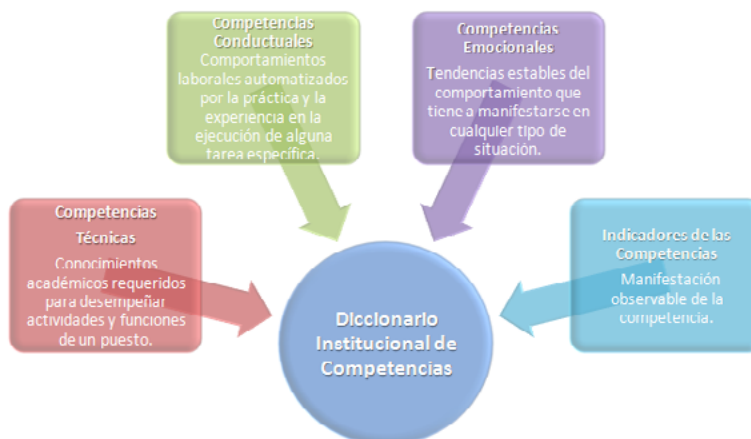 Competencias
Conductuales
Comportamientos
laborales automatizados
por la práctica y la
experiencia en la
ejecución de alguna
tarea específica.
Competencias
Emocionales
Tendencias estables del
comportamiento que
tiene a manifestarse en
cualquier tipo de
situación.
Competencias
Técnicas
Conocimientos
académicos requeridos
para desempeñar
actividades y funciones
de un puesto.
Indicadores de las
Competencias
Manifestación
observable de la
competencia.
Diccionario
Institucional de
Competencias